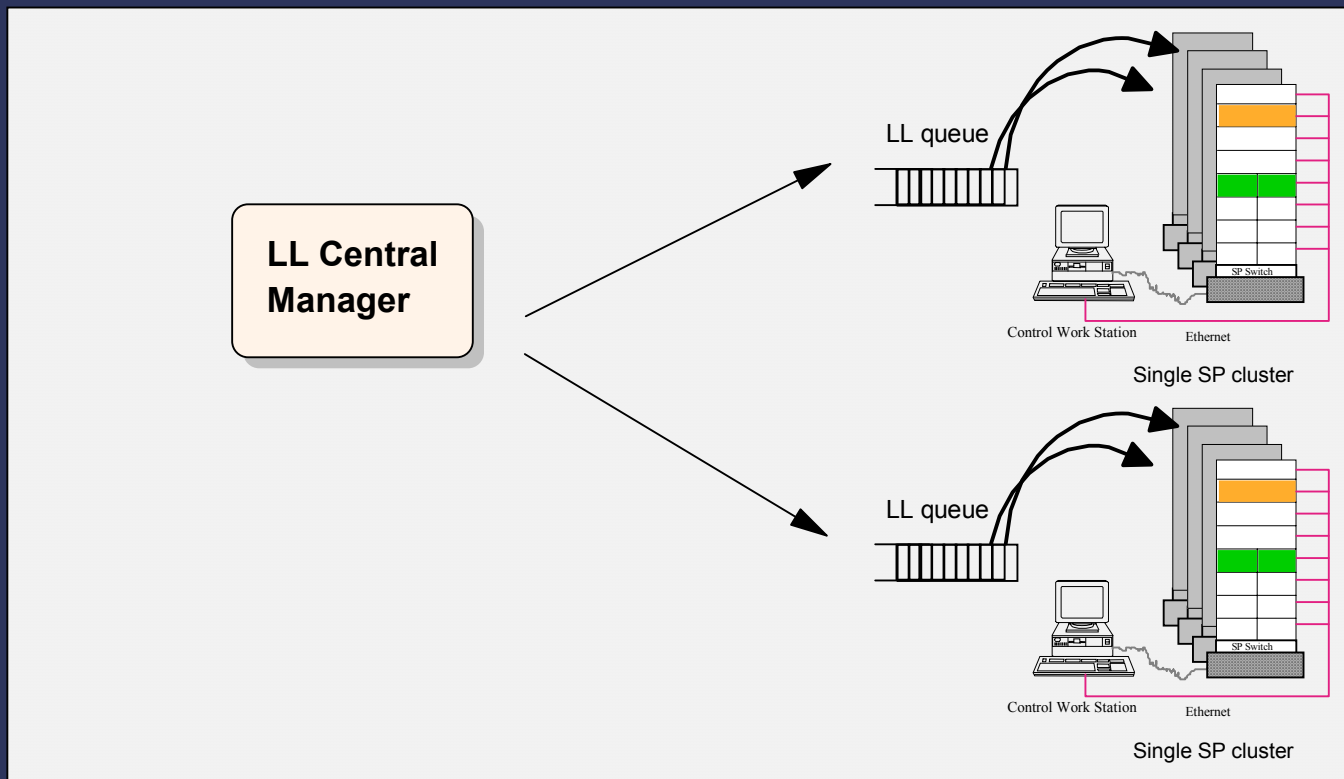 LL Central
Manager
LL queue
SP Switch
Control Work Station
Ethernet
Single SP cluster
LL queue
SP Switch
Control Work Station
Ethernet
Single SP cluster